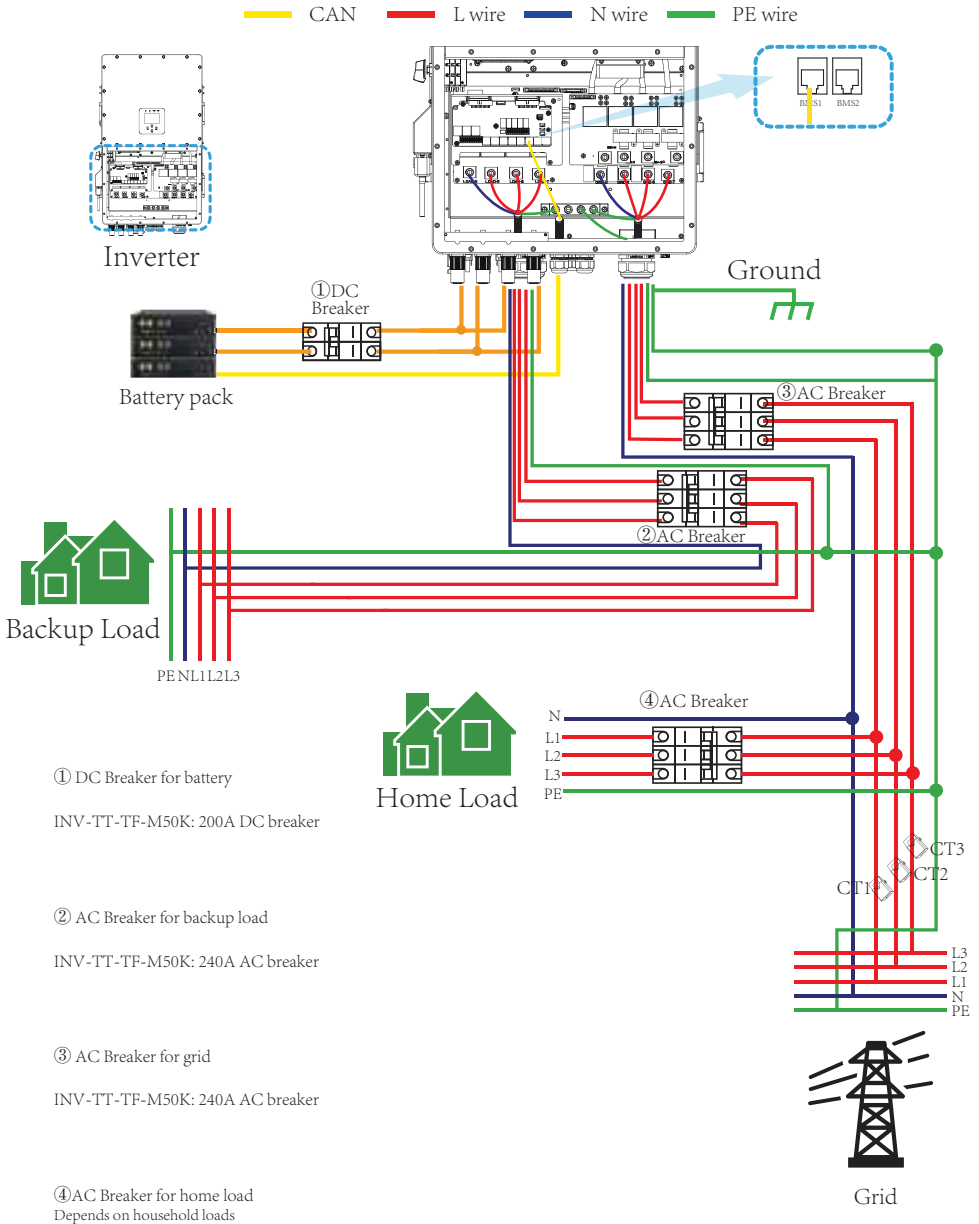 CAN
L wire
N wire
PE wire
BMS1
BMS2
Inverter
Ground
①DC
Breaker
Battery pack
③AC Breaker
②AC Breaker
Backup Load
PE N L1 L2 L3
④AC Breaker
N
L1
L2
L3
PE
Home Load
① DC Breaker for battery
INV-TT-TF-M50K: 200A DC breaker
CT3
CT2
CT1
② AC Breaker for backup load
INV-TT-TF-M50K: 240A AC breaker
L3
L2
L1
N
PE
③ AC Breaker for grid
INV-TT-TF-M50K: 240A AC breaker
Grid
④AC Breaker for home load
Depends on household loads